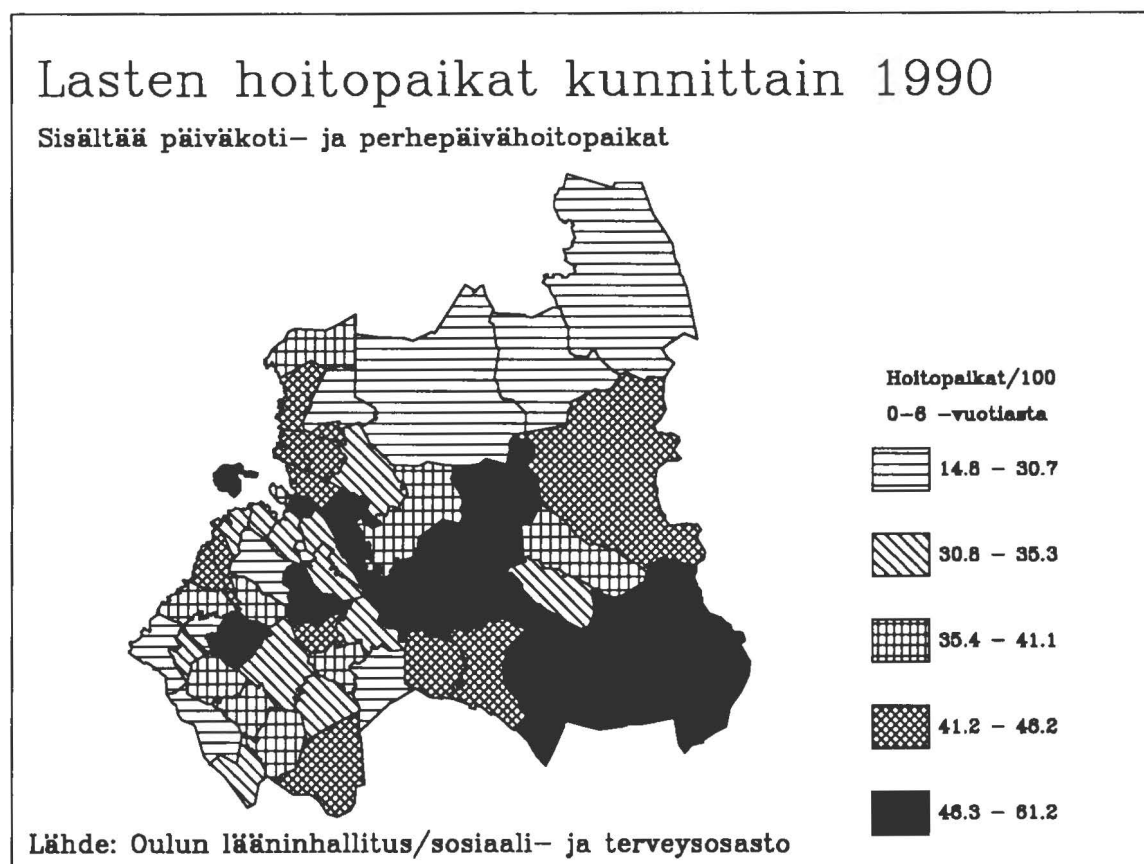 Lasten hoitopaikat kunnittain 1990
Sisältää päiväkoti- ja perhepäivähoitopaikat
Hoitopaikat/100
0-6 -vuotiasta
14.8 - 30.7
30.8 - 35.3
35.4 - 41.1
41.2 - 46.2
46.3 - 61.2
Lähde: Oulun lääninhallitus/sosiaali- ja terveysosasto